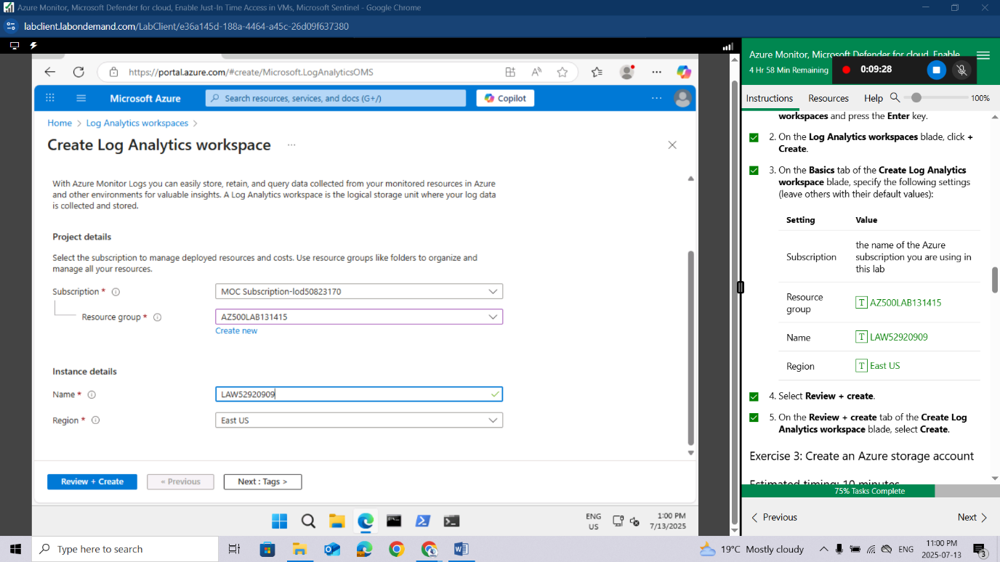 Azure Monitor, Microsoft Defender for cloud, Enable Just-In Time Access in VMs, Microsoft Sentinel - Google Chrome
labclient.labondemand.com/LabClient/e36a145d-188a-4464-a45c-26d09f637380
https://portal.azure.com/#create/Microsoft.LogAnalyticsOMS
Microsoft Azure
Search resources, services, and docs (G+/)
Copilot
Home > Log Analytics workspaces >
Create Log Analytics workspace ...
With Azure Monitor Logs you can easily store, retain, and query data collected from your monitored resources in Azure
and other environments for valuable insights. A Log Analytics workspace is the logical storage unit where your log data
is collected and stored.
Project details
Select the subscription to manage deployed resources and costs. Use resource groups like folders to organize and
manage all your resources.
Subscription *
MOC Subscription-lod50823170
Resource group *
AZ500LAB131415
Create new
Instance details
Name *
LAW52920909
Region *
East US
Review + Create
« Previous
Next : Tags >
ENG
US
1:00 PM
7/13/2025
Azure Monitor, Microsoft Defender for cloud, Enable
4 Hr 58 Min Remaining
0:09:28
Instructions
Resources
Help
100%
workspaces and press the Enter key.
2. On the Log Analytics workspaces blade, click +
Create.
3. On the Basics tab of the Create Log Analytics
workspace blade, specify the following settings
(leave others with their default values):
Setting Value
Subscription
the name of the Azure
subscription you are using in
this lab
Resource
group
T AZ500LAB131415
Name
T LAW52920909
Region
T East US
4. Select Review + create.
5. On the Review + create tab of the Create Log
Analytics workspace blade, select Create.
Exercise 3: Create an Azure storage account
Estimated timing: 10 minutes
75% Tasks Complete
< Previous
Next >
Type here to search
19°C Mostly cloudy
ENG
11:00 PM
2025-07-13
3